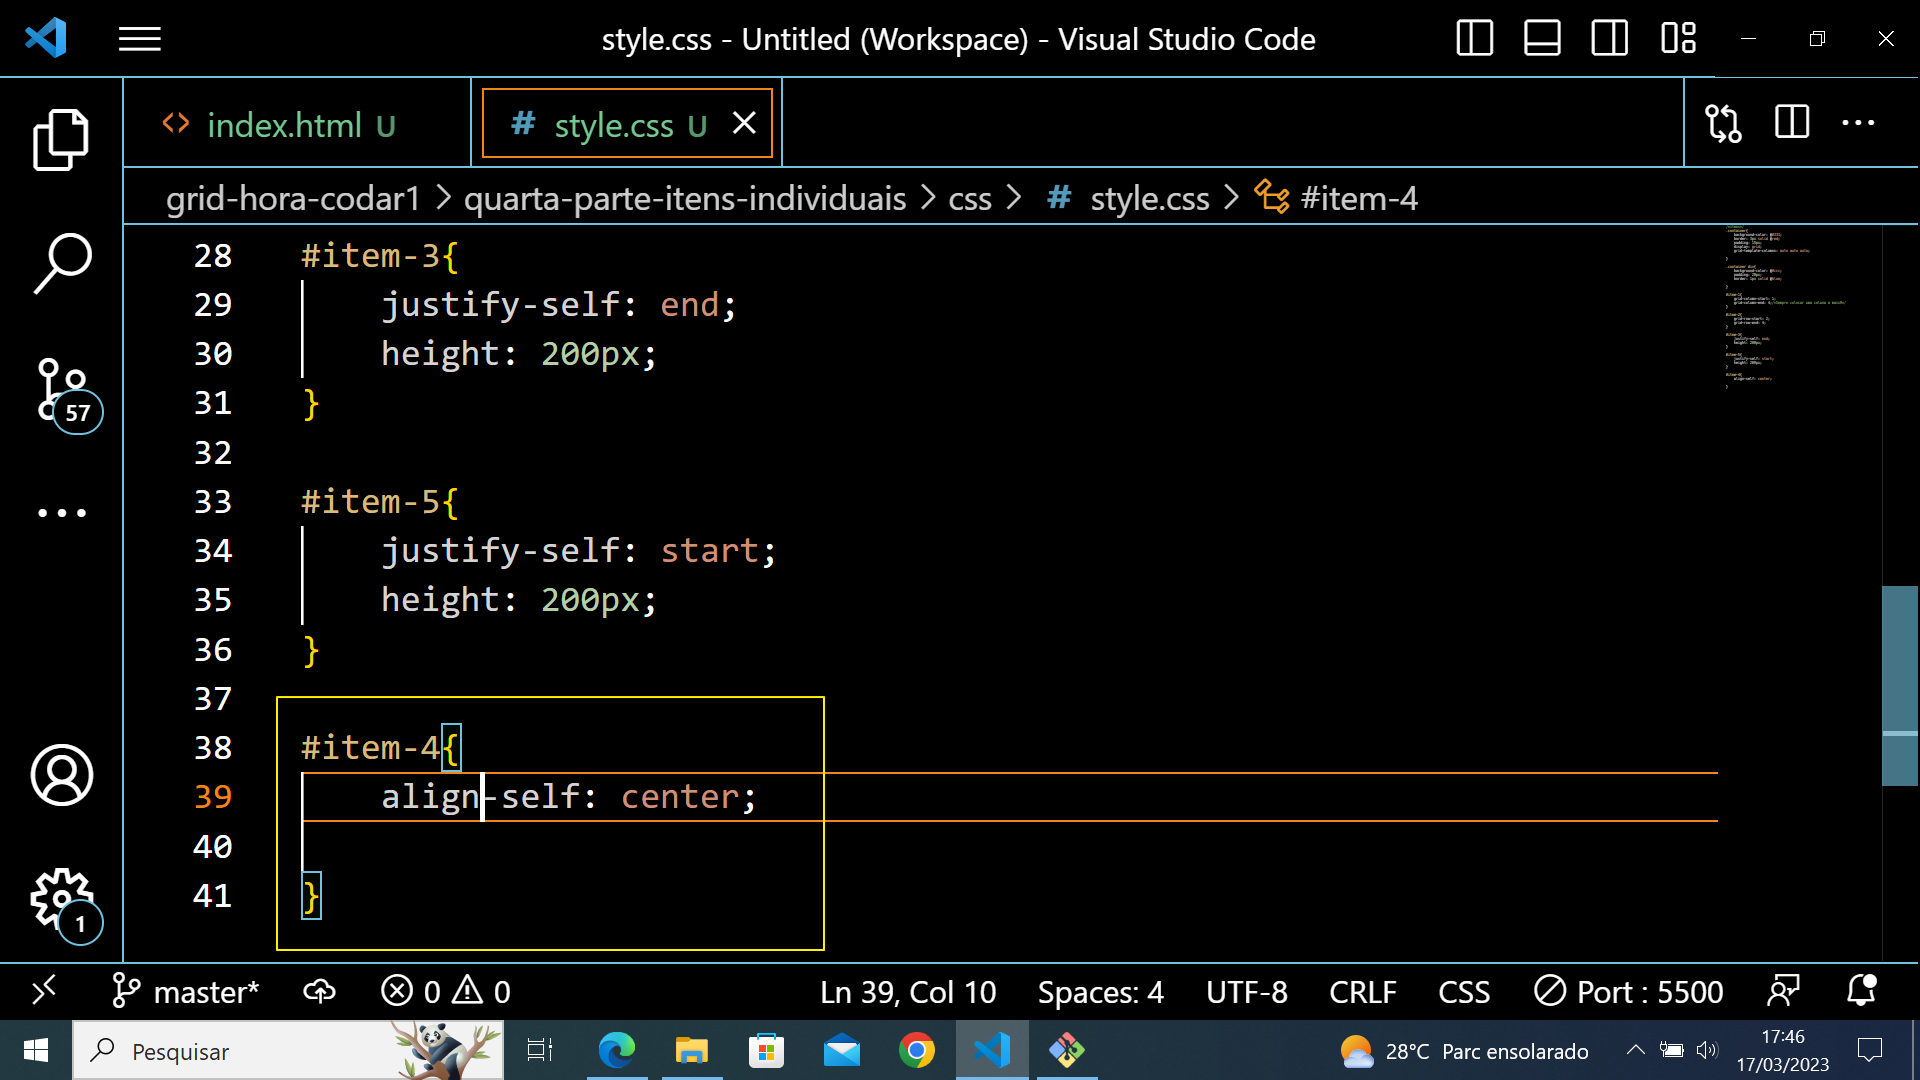 style.css - Untitled (Workspace) - Visual Studio Code
index.html U
# style.css U
grid-hora-codar1 > quarta-parte-itens-individuais > css > # style.css > #item-4
28 #item-3{
29 justify-self: end;
30 height: 200px;
31 }
32
33 #item-5{
34 justify-self: start;
35 height: 200px;
36 }
37
38 #item-4{
39 align-self: center;
40
41 }
57
1
master* 0 0 Ln 39, Col 10 Spaces: 4 UTF-8 CRLF CSS Port : 5500
Pesquisar
28°C Parc ensolarado
17:46
17/03/2023